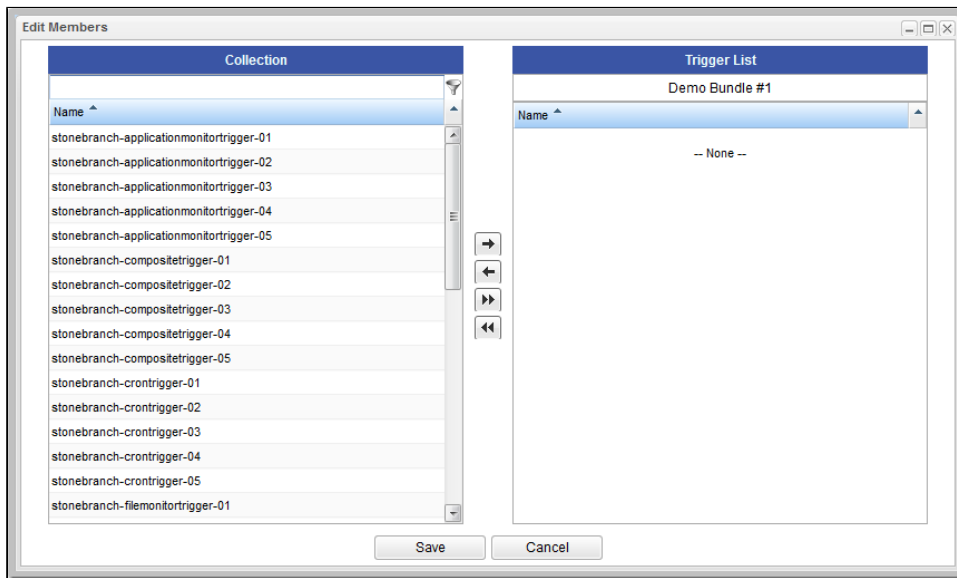 Edit Members
Collection
Trigger List
Demo Bundle #1
Name
Name
stonebranch-applicationmonitortrigger-01
-- None --
stonebranch-applicationmonitortrigger-02
stonebranch-applicationmonitortrigger-03
stonebranch-applicationmonitortrigger-04
stonebranch-applicationmonitortrigger-05
stonebranch-compositetrigger-01
stonebranch-compositetrigger-02
stonebranch-compositetrigger-03
stonebranch-compositetrigger-04
stonebranch-compositetrigger-05
stonebranch-crontrigger-01
stonebranch-crontrigger-02
stonebranch-crontrigger-03
stonebranch-crontrigger-04
stonebranch-crontrigger-05
stonebranch-filemonitortrigger-01
Save
Cancel